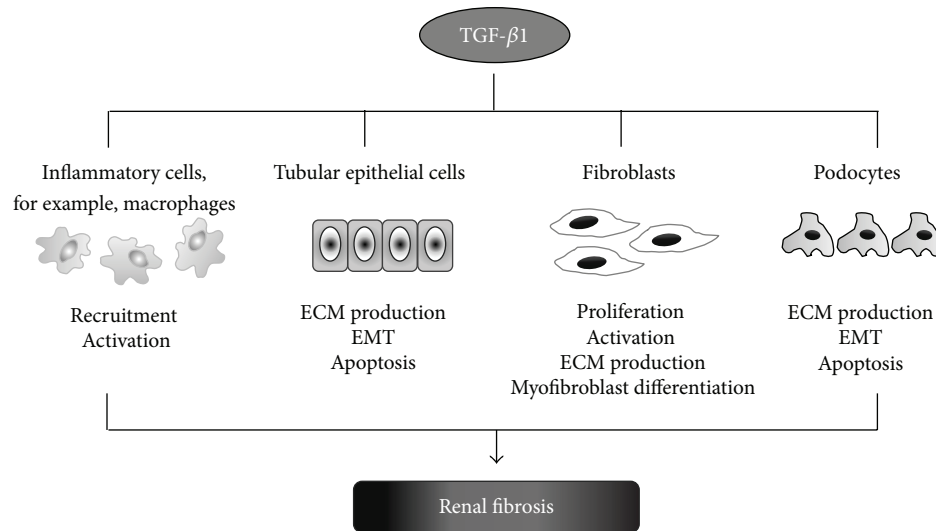 TGF-β1
Inflammatory cells,
for example, macrophages
Recruitment
Activation
Tubular epithelial cells
ECM production
EMT
Apoptosis
Fibroblasts
Proliferation
Activation
ECM production
Myofibroblast differentiation
Podocytes
ECM production
EMT
Apoptosis
Renal fibrosis